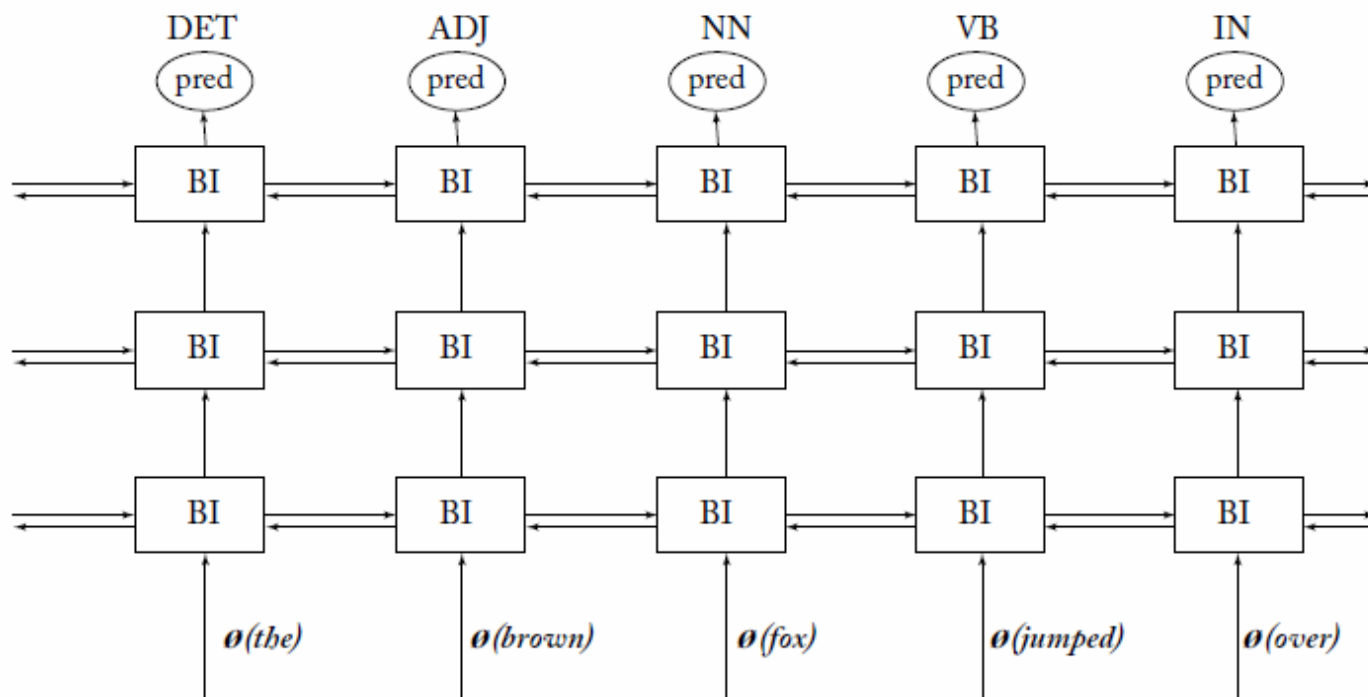 DET ADJ NN VB IN
pred pred pred pred pred
BI BI BI BI BI
BI BI BI BI BI
BI BI BI BI BI
ø(the) ø(brown) ø(fox) ø(jumped) ø(over)